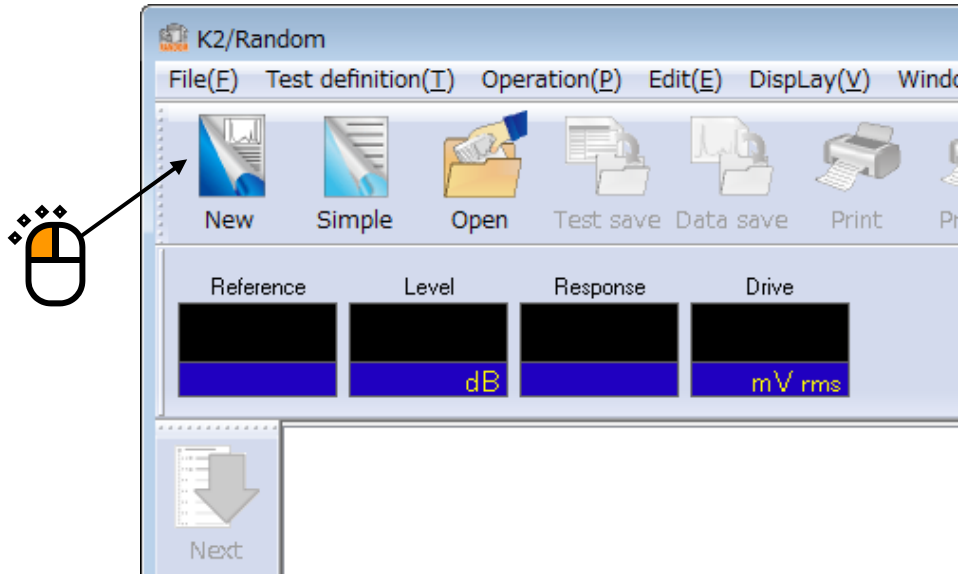 K2/Random
File(F) Test definition(T) Operation(P) Edit(E) DispLay(V)
New Simple Open Test save Data save Print
Reference Level Response Drive
dB mV rms
Next